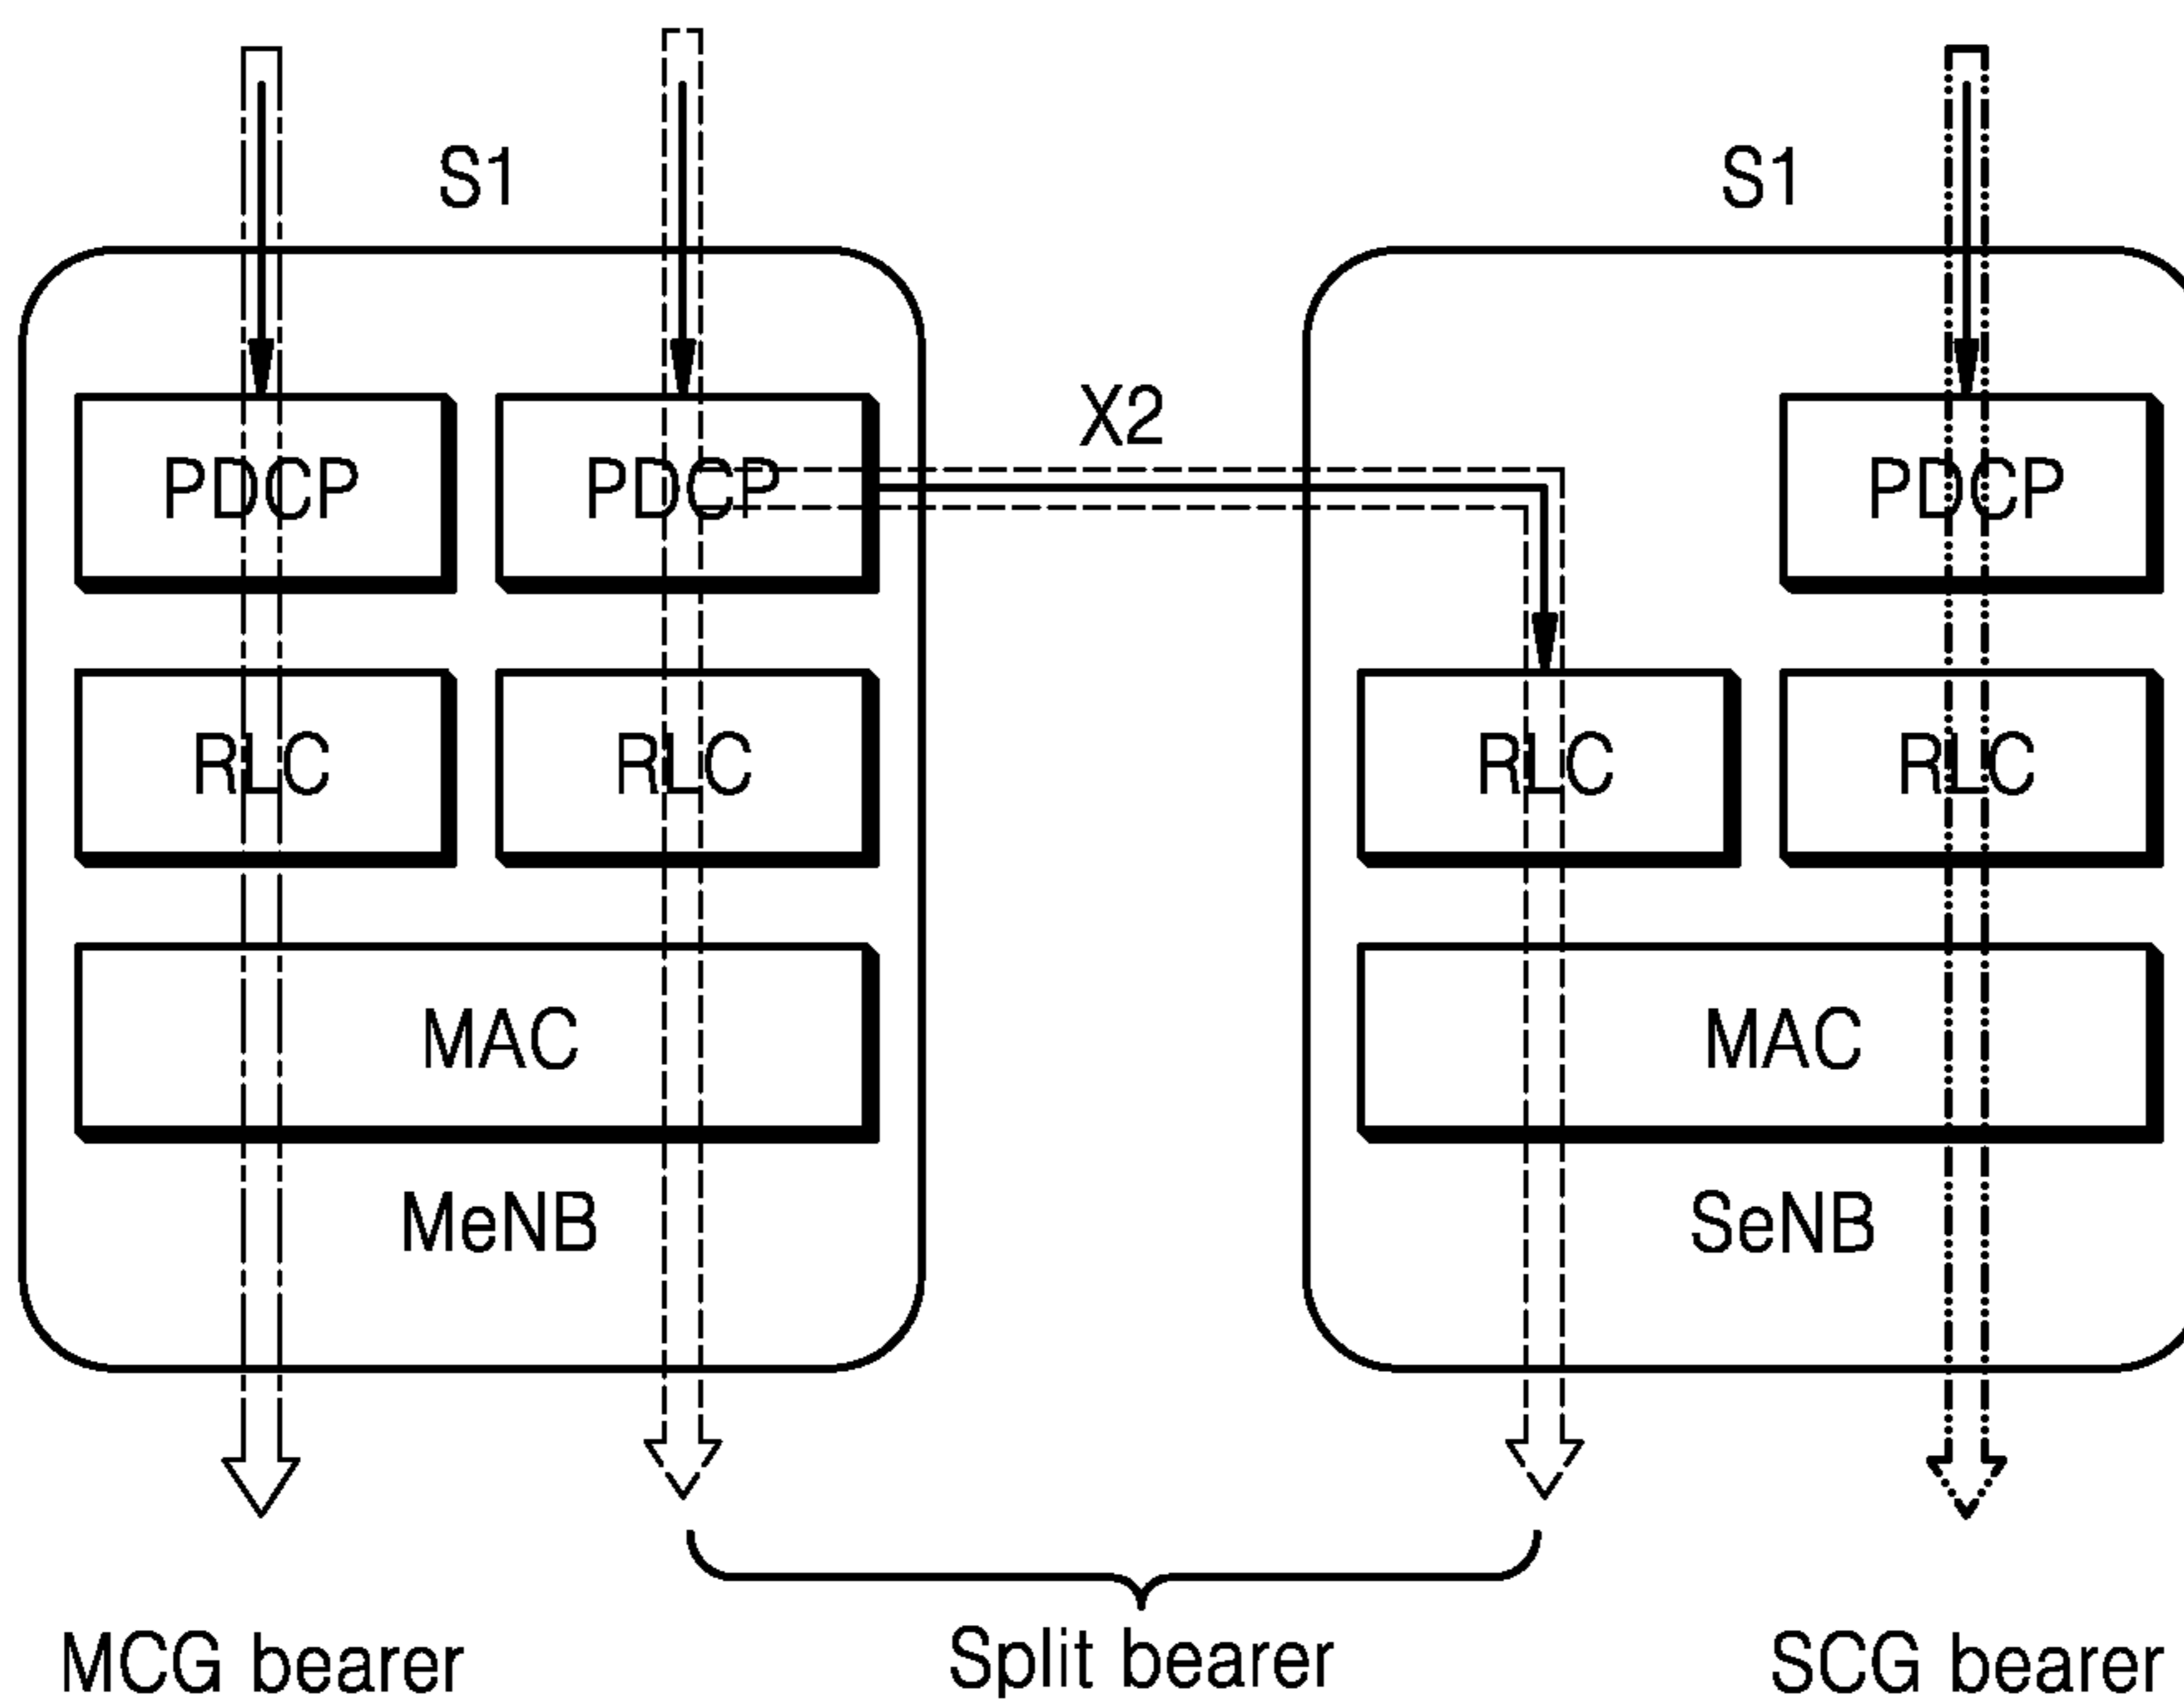 S1
S1
X2
PDCP
PDCP
PDCP
RLC
RLC
RLC
RLC
MAC
MAC
MeNB
SeNB
MCG bearer
Split bearer
SCG bearer